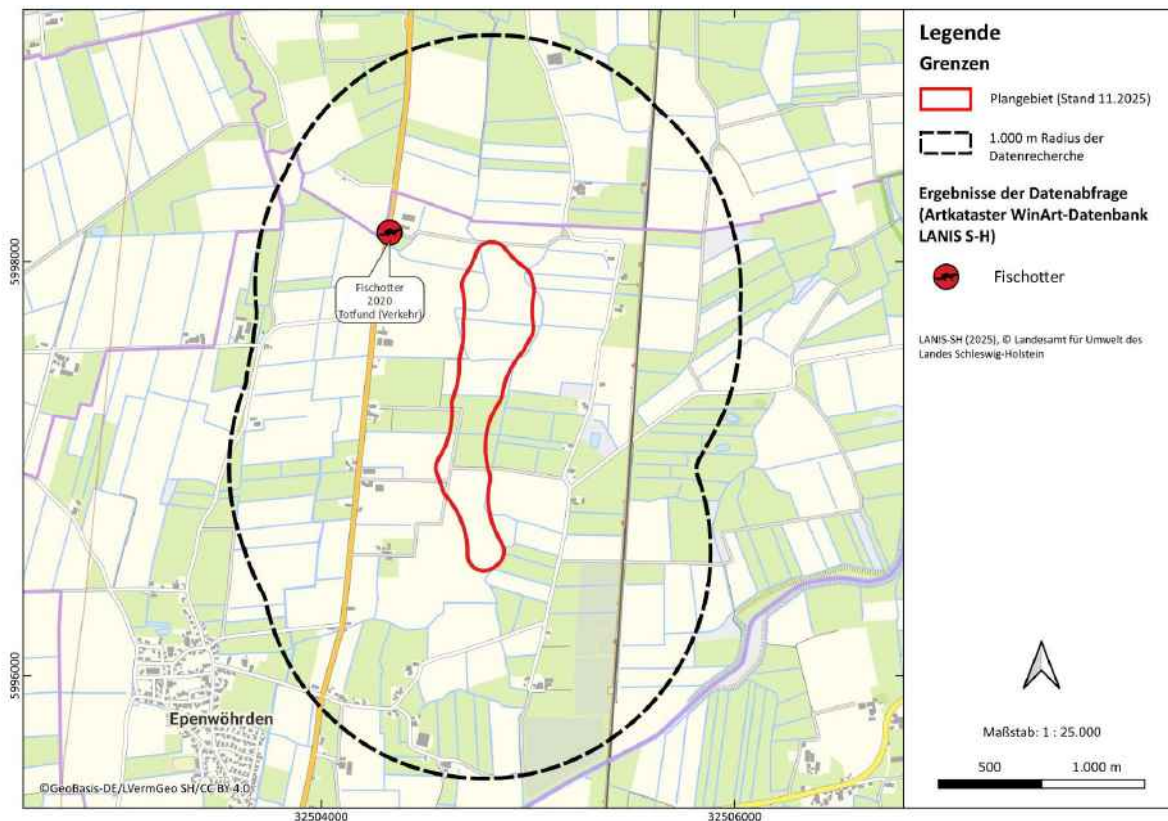 5998000
5996000
32504000
32506000
Fischotter
2020
Totfund (Verkehr)
Epenwöhrden
©GeoBasis-DE/LVermGeo SH/CC BY 4.0
Legende
Grenzen
Plangebiet (Stand 11.2025)
1.000 m Radius der
Datenrecherche
Ergebnisse der Datenabfrage
(Artkataster WinArt-Datenbank
LANIS S-H)
Fischotter
LANIS-SH (2025), © Landesamt für Umwelt des
Landes Schleswig-Holstein
Maßstab: 1 : 25.000
500 1.000 m